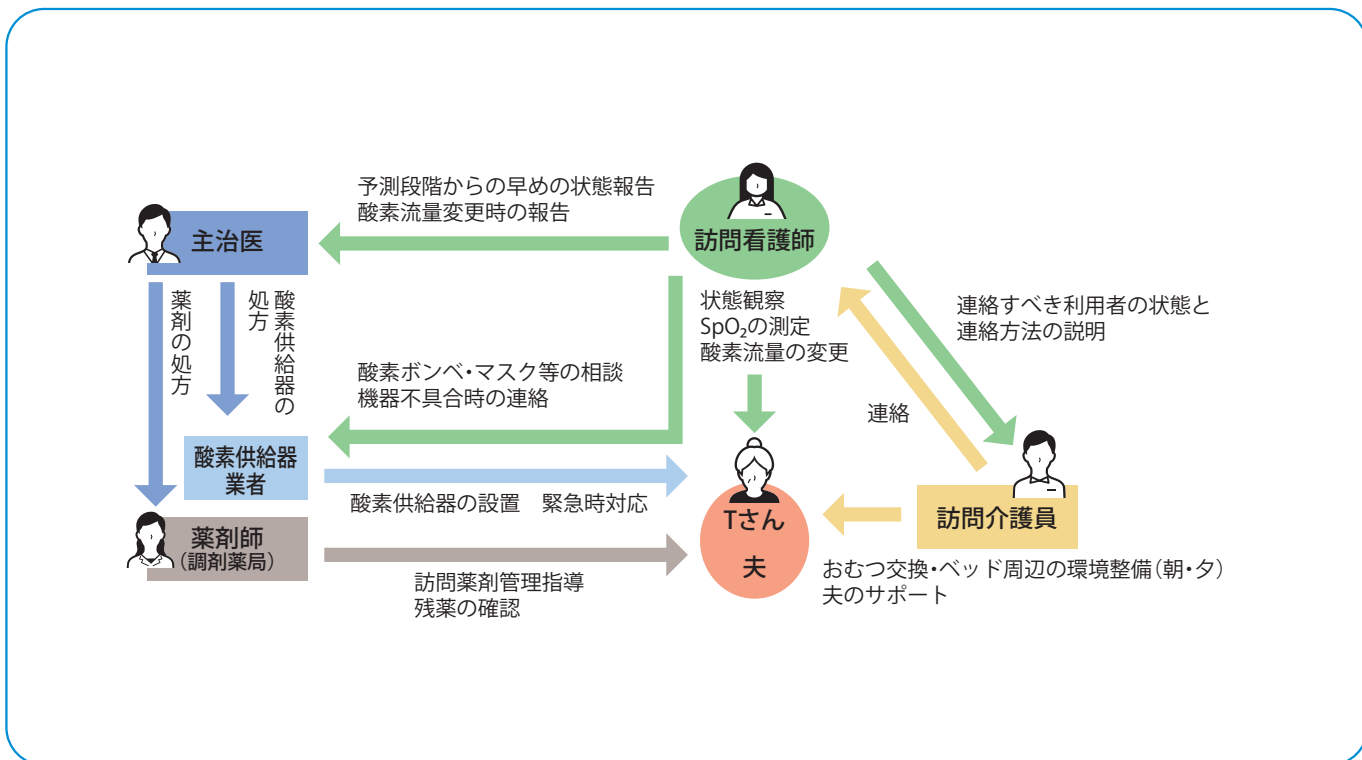 予測段階からの早めの状態報告
酸素流量変更時の報告
主治医
訪問看護師
薬剤の処方
酸素供給器の
処方
状態観察
SpO₂の測定
酸素流量の変更
連絡すべき利用者の状態と
連絡方法の説明
酸素ボンベ・マスク等の相談
機器不具合時の連絡
連絡
酸素供給器
業者
酸素供給器の設置　緊急時対応
Tさん
夫
訪問介護員
薬剤師
（調剤薬局）
訪問薬剤管理指導
残薬の確認
おむつ交換・ベッド周辺の環境整備（朝・夕）
夫のサポート